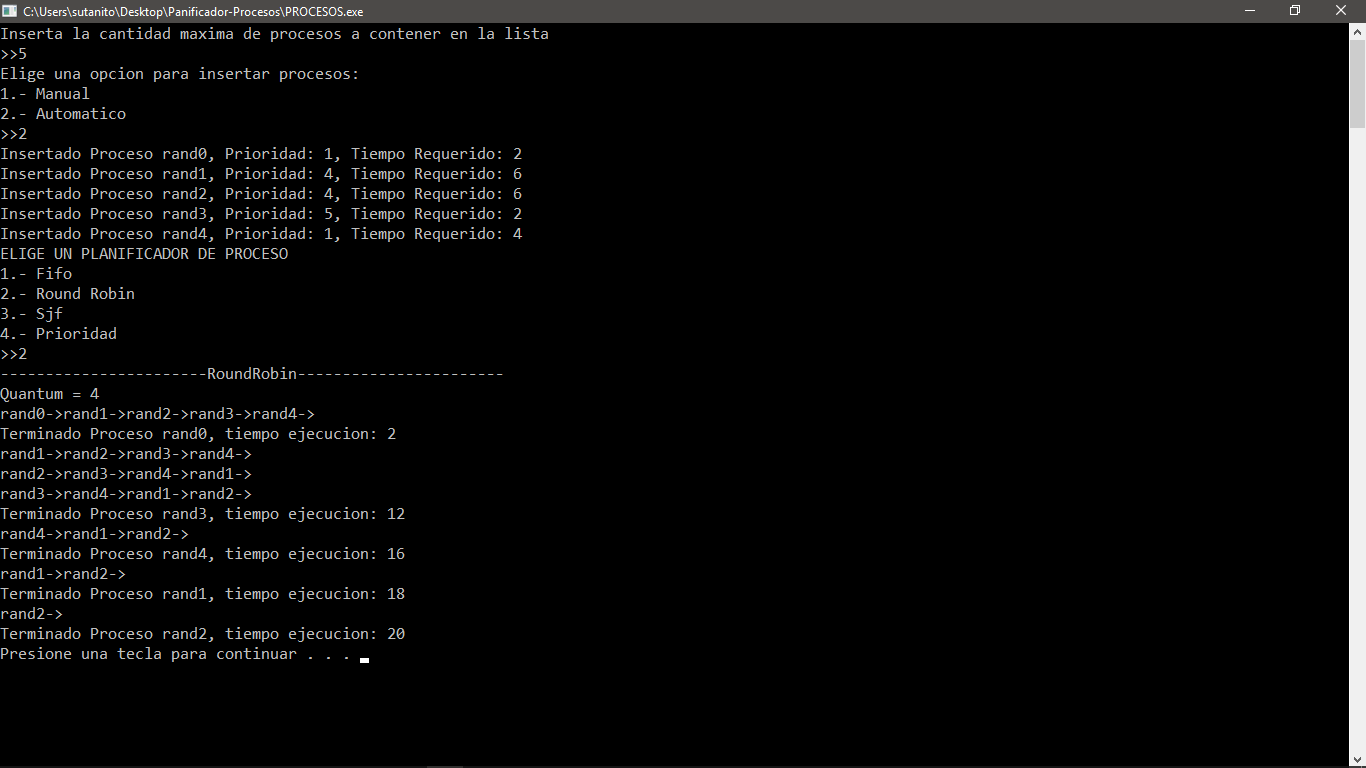 C:\Users\sutanito\Desktop\Panificador-Procesos\PROCESOS.exe
Inserta la cantidad maxima de procesos a contener en la lista
>>5
Elige una opcion para insertar procesos:
1.- Manual
2.- Automatico
>>2
Insertado Proceso rand0, Prioridad: 1, Tiempo Requerido: 2
Insertado Proceso rand1, Prioridad: 4, Tiempo Requerido: 6
Insertado Proceso rand2, Prioridad: 4, Tiempo Requerido: 6
Insertado Proceso rand3, Prioridad: 5, Tiempo Requerido: 2
Insertado Proceso rand4, Prioridad: 1, Tiempo Requerido: 4
ELIGE UN PLANIFICADOR DE PROCESO
1.- Fifo
2.- Round Robin
3.- Sjf
4.- Prioridad
>>2
-----------------------RoundRobin-----------------------
Quantum = 4
rand0->rand1->rand2->rand3->rand4->
Terminado Proceso rand0, tiempo ejecucion: 2
rand1->rand2->rand3->rand4->
rand2->rand3->rand4->rand1->
rand3->rand4->rand1->rand2->
Terminado Proceso rand3, tiempo ejecucion: 12
rand4->rand1->rand2->
Terminado Proceso rand4, tiempo ejecucion: 16
rand1->rand2->
Terminado Proceso rand1, tiempo ejecucion: 18
rand2->
Terminado Proceso rand2, tiempo ejecucion: 20
Presione una tecla para continuar . . .